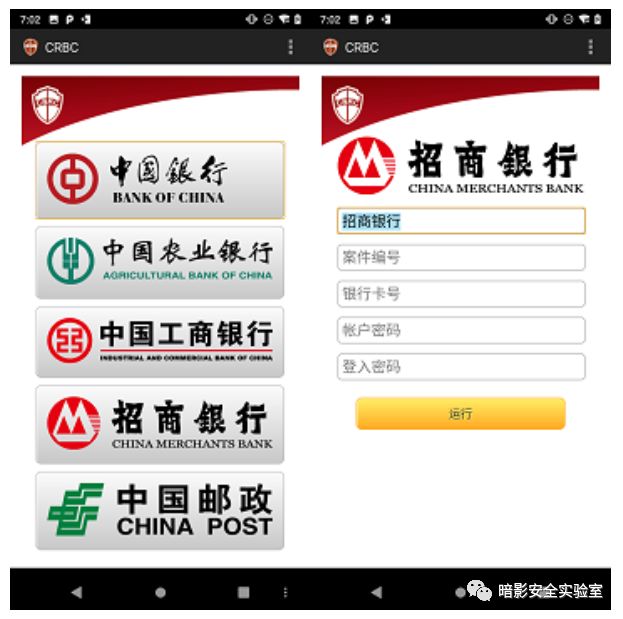 7:02
CRBC
中國銀行
BANK OF CHINA
中国农业银行
AGRICULTURAL BANK OF CHINA
中国工商银行
INDUSTRIAL AND COMMERCIAL BANK OF CHINA
招商银行
CHINA MERCHANTS BANK
中国邮政
CHINA POST
7:02
CRBC
招商银行
CHINA MERCHANTS BANK
招商银行
案件编号
银行卡号
帐户密码
登入密码
运行
暗影安全实验室